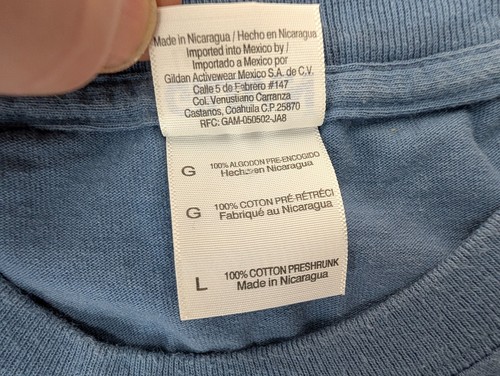 Made in Nicaragua / Hecho en Nicaragua
Imported into Mexico by /
Importado a Mexico por
Gildan Activewear Mexico S.A. de C.V.
Calle 5 de Febrero #147
Col. Venustiano Carranza
Castanos, Coahuila C.P.25870
RFC: GAM-050502-JA8
G 100% ALGODON PRE-ENCOGIDO
Hecho en Nicaragua
G 100% COTON PRÉ-RÉTRÉCI
Fabriqué au Nicaragua
L 100% COTTON PRESHRUNK
Made in Nicaragua